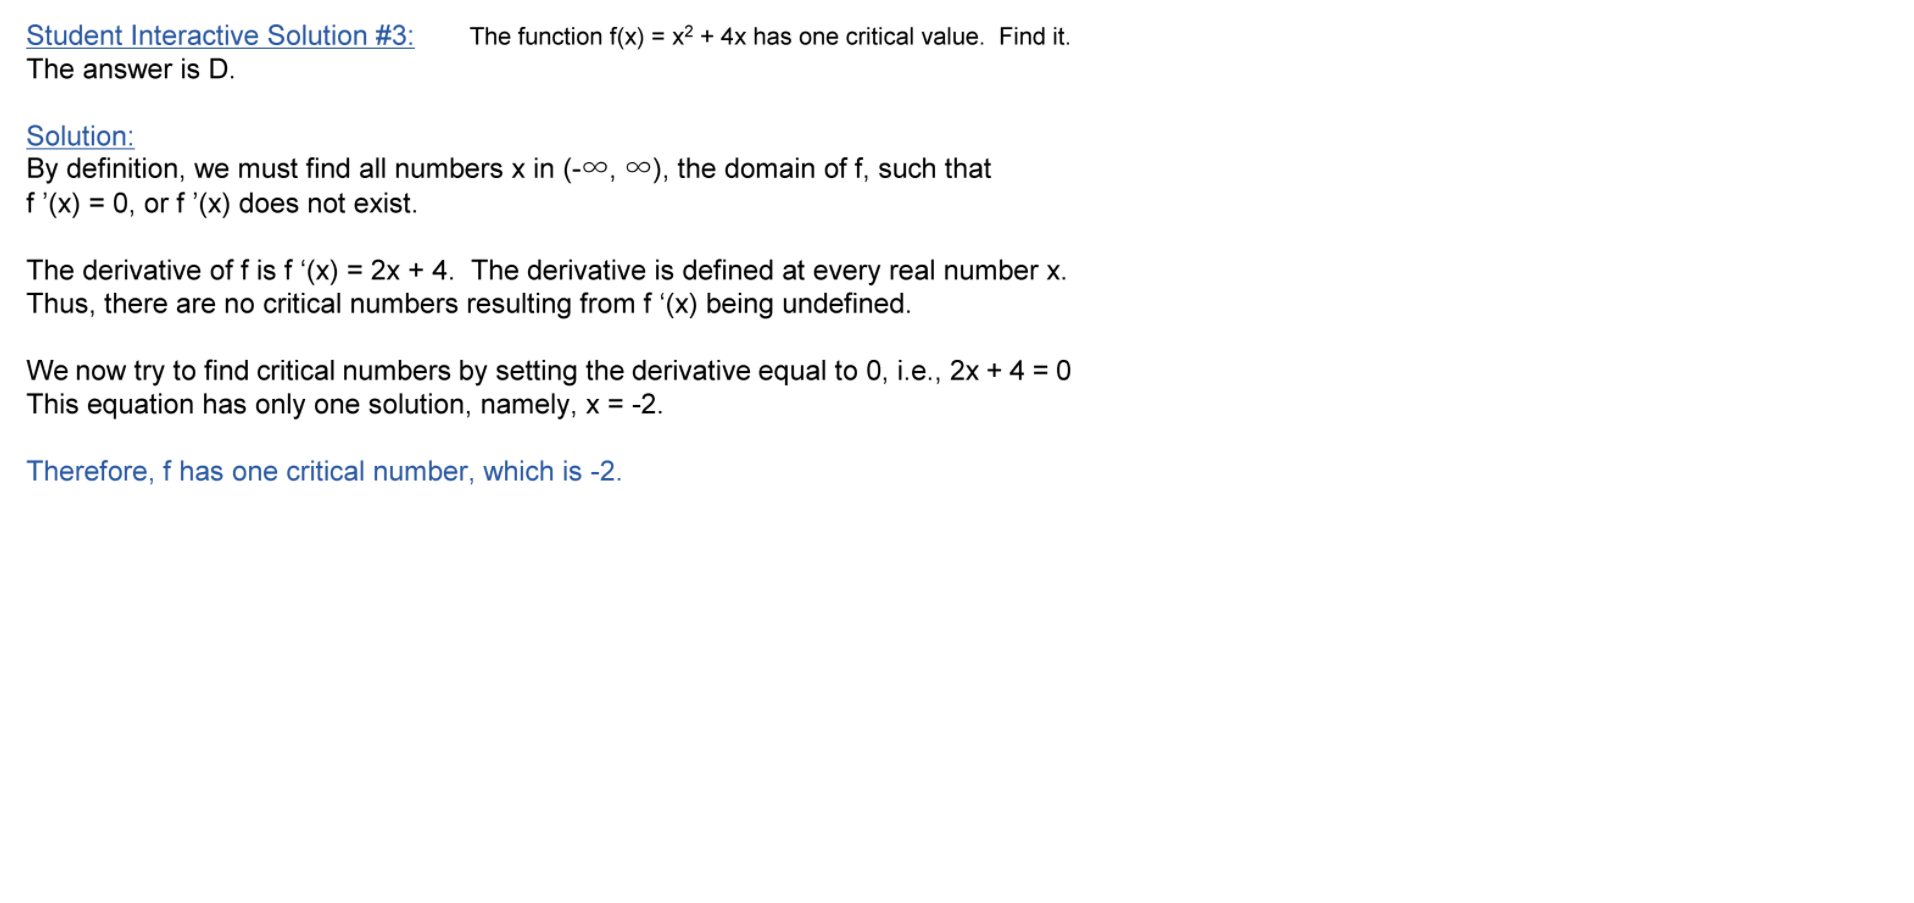 Student Interactive Solution #3: The function f(x) = x² + 4x has one critical value. Find it.
The answer is D.
Solution:
By definition, we must find all numbers x in (-∞, ∞), the domain of f, such that
f ’(x) = 0, or f ’(x) does not exist.
The derivative of f is f ‘(x) = 2x + 4. The derivative is defined at every real number x.
Thus, there are no critical numbers resulting from f ‘(x) being undefined.
We now try to find critical numbers by setting the derivative equal to 0, i.e., 2x + 4 = 0
This equation has only one solution, namely, x = -2.
Therefore, f has one critical number, which is -2.